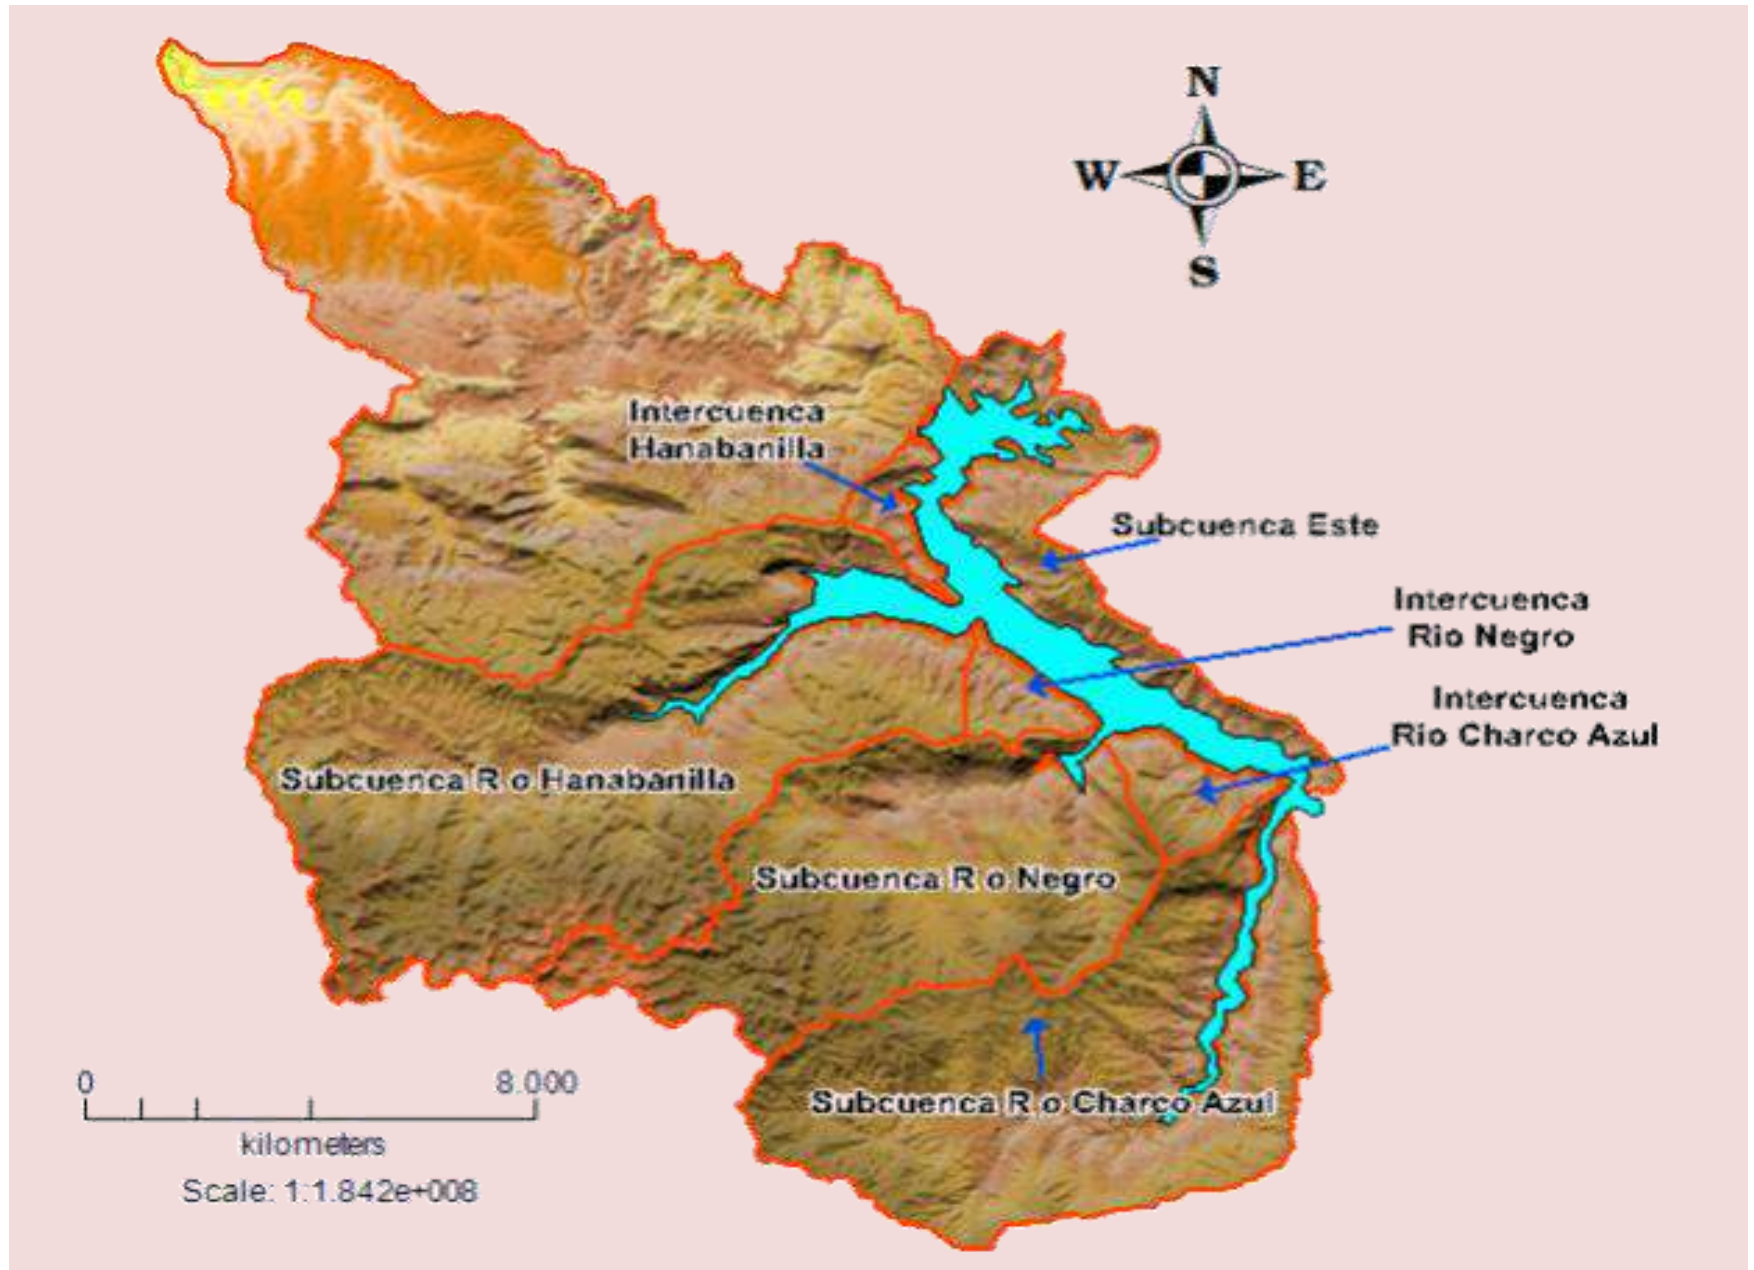 N
W
E
S
Intercuenca
Hanabanilla
Subcuenca Este
Intercuenca
Rio Negro
Intercuenca
Rio Charco Azul
Subcuenca R o Hanabanilla
Subcuenca R o Negro
Subcuenca R o Charco Azul
0
8.000
kilometers
Scale: 1:1.842e+008